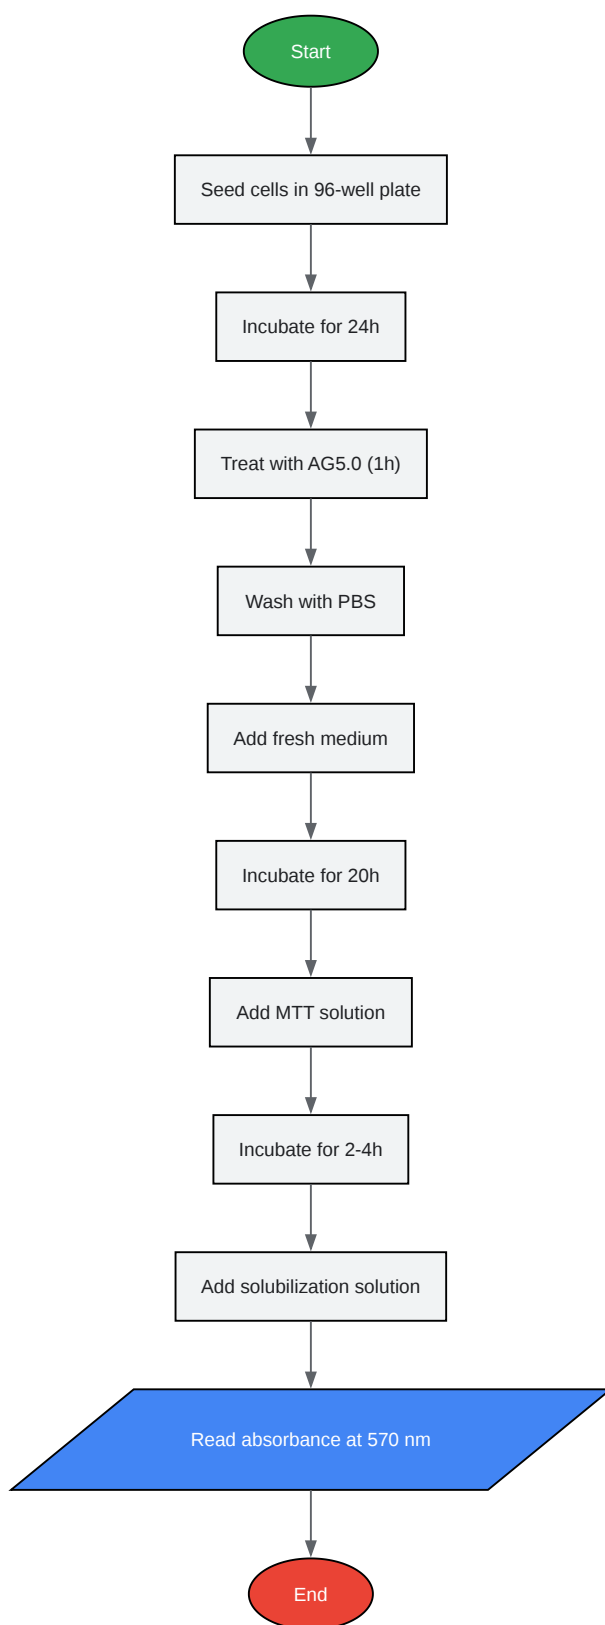 Start
Seed cells in 96-well plate
Incubate for 24h
Treat with AG5.0 (1h)
Wash with PBS
Add fresh medium
Incubate for 20h
Add MTT solution
Incubate for 2-4h
Add solubilization solution
Read absorbance at 570 nm
End